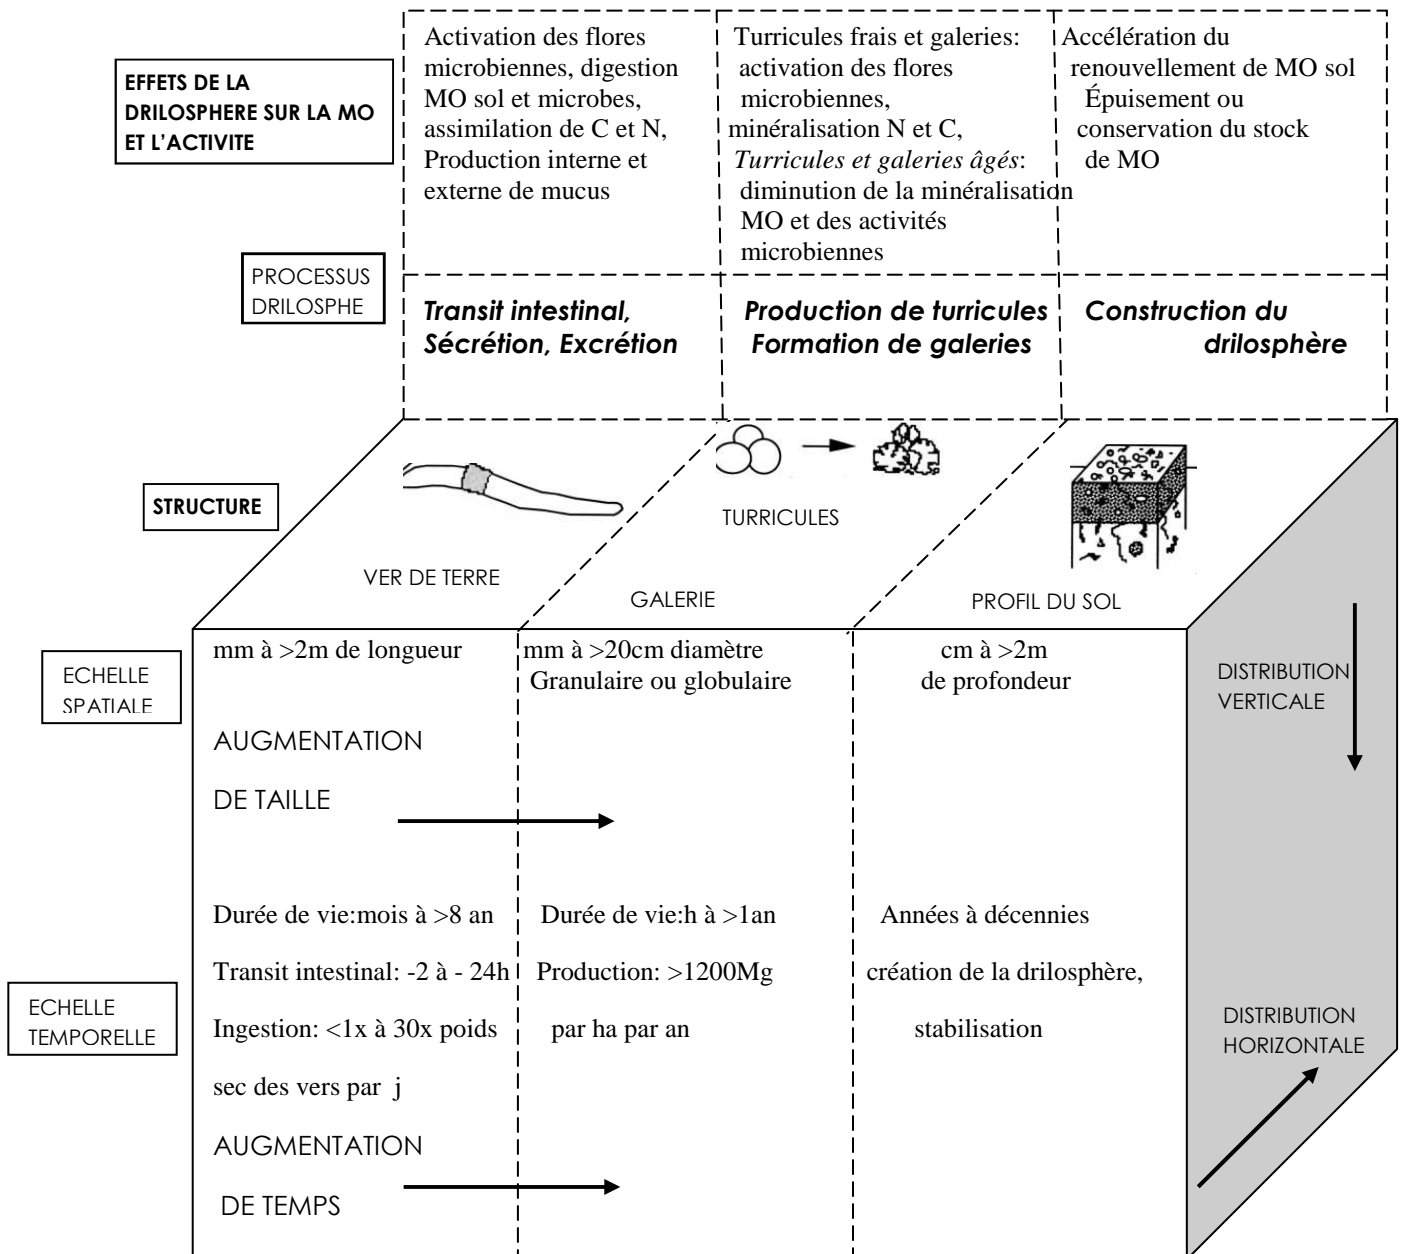 EFFETS DE LA
DRILOSPHERE SUR LA MO
ET L'ACTIVITE
Activation des flores
microbiennes, digestion
MO sol et microbes,
assimilation de C et N,
Production interne et
externe de mucus
Turricules frais et galeries:
activation des flores
microbiennes,
minéralisation N et C,
Turricules et galeries âgés:
diminution de la minéralisation
MO et des activités
microbiennes
Accélération du
renouvellement de MO sol
Épuisement ou
conservation du stock
de MO
PROCESSUS
DRILOSPHE
Transit intestinal,
Sécrétion, Excrétion
Production de turricules
Formation de galeries
Construction du
drilosphère
STRUCTURE
VER DE TERRE
TURRICULES
GALERIE
PROFIL DU SOL
ECHELLE
SPATIALE
mm à >2m de longueur
mm à >20cm diamètre
Granulaire ou globulaire
cm à >2m
de profondeur
DISTRIBUTION
VERTICALE
AUGMENTATION
DE TAILLE
ECHELLE
TEMPORELLE
Durée de vie:mois à >8 an
Transit intestinal: -2 à - 24h
Ingestion: <1x à 30x poids
sec des vers par j
Durée de vie:h à >1an
Production: >1200Mg
par ha par an
Années à décennies
création de la drilosphère,
stabilisation
DISTRIBUTION
HORIZONTALE
AUGMENTATION
DE TEMPS